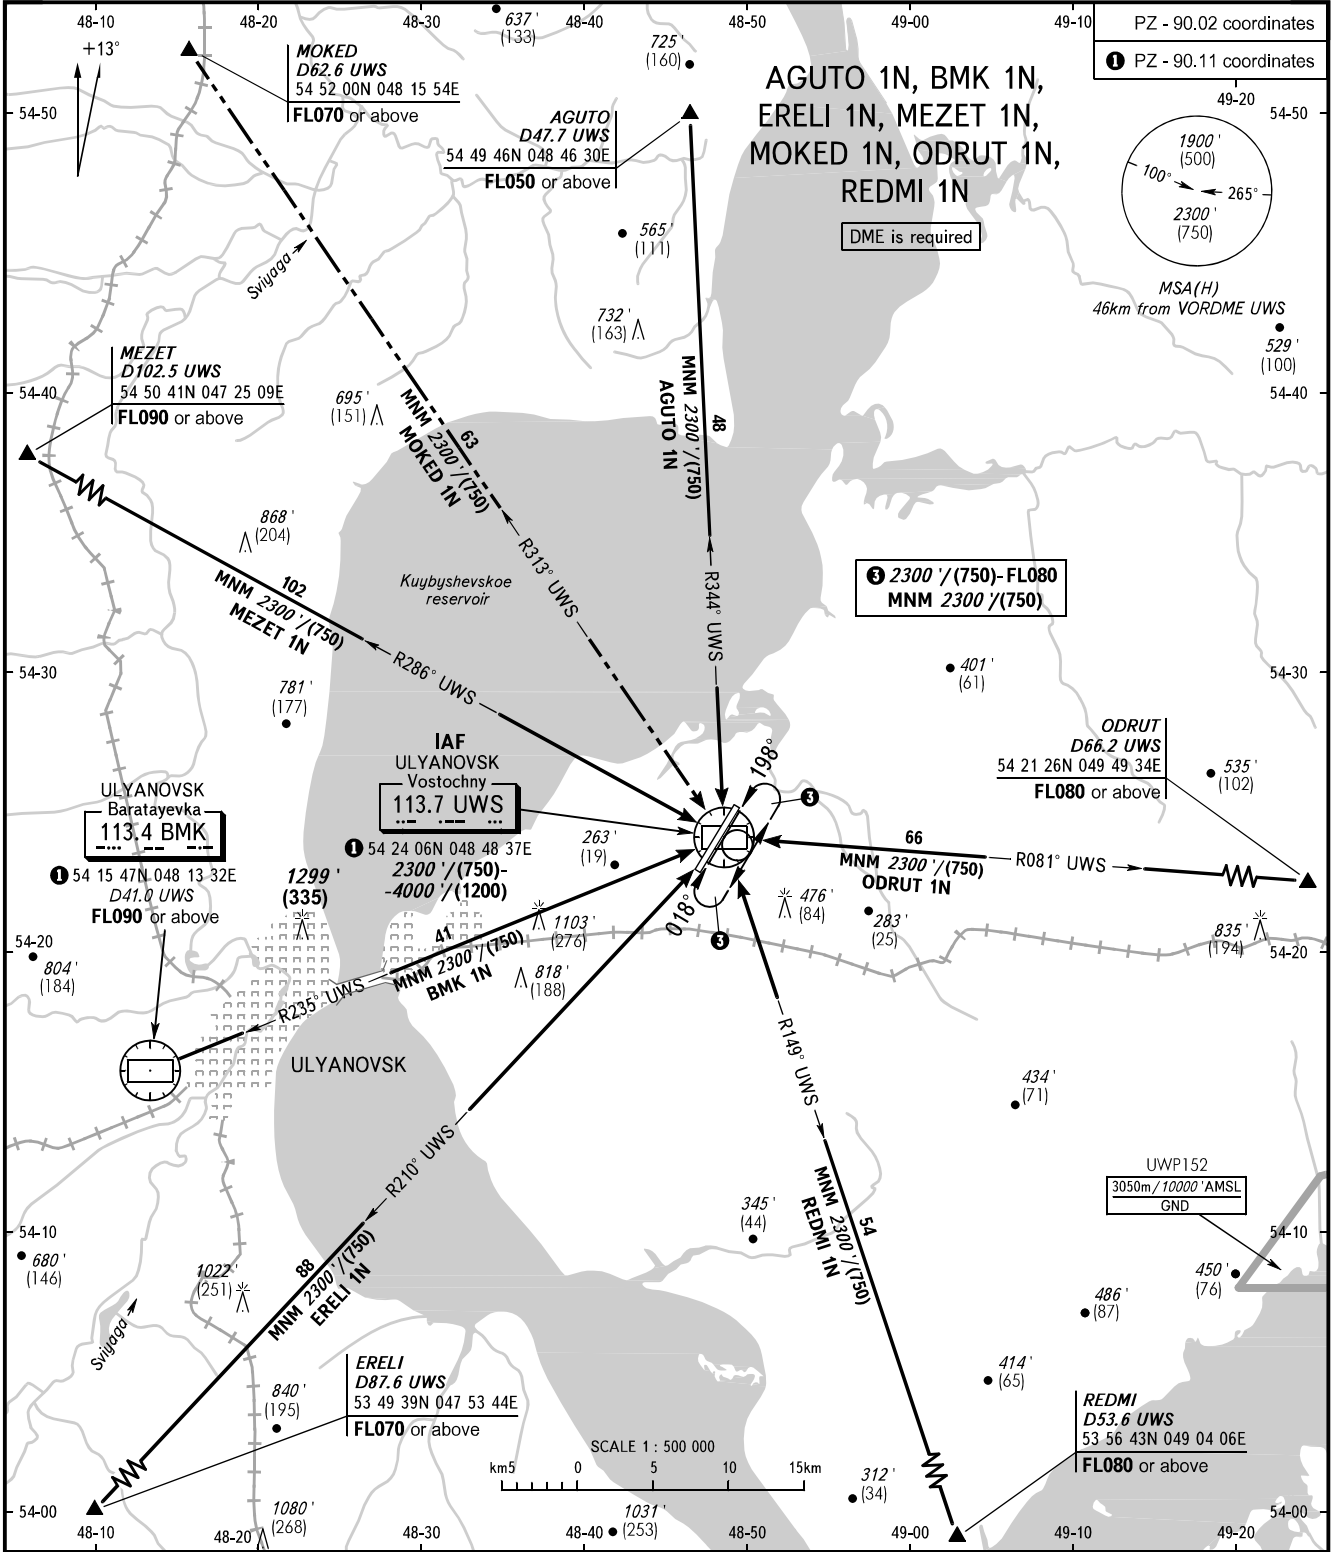 48-10
48-20
48-30
48-40
48-50
49-00
49-10
PZ - 90.02 coordinates
❶ PZ - 90.11 coordinates
49-20
+13°
MOKED
D62.6 UWS
54 52 00N 048 15 54E
FL070 or above
637 '
(133)
725 '
(160)
AGUTO 1N, BMK 1N,
ERELI 1N, MEZET 1N,
MOKED 1N, ODRUT 1N,
REDMI 1N
DME is required
54-50
54-50
AGUTO
D47.7 UWS
54 49 46N 048 46 30E
FL050 or above
1900 '
(500)
100°
265°
2300 '
(750)
MSA(H)
46km from VORDME UWS
565 '
(111)
Sviyaga
732 '
(163)
529 '
(100)
MEZET
D102.5 UWS
54 50 41N 047 25 09E
FL090 or above
54-40
54-40
695 '
(151)
63
MNM 2300 '/(750)
MOKED 1N
48
MNM 2300 '/(750)
AGUTO 1N
868 '
(204)
R313° UWS
R344° UWS
102
MNM 2300 '/(750)
MEZET 1N
Kuybyshevskoe
reservoir
❸ 2300 '/(750)-FL080
MNM 2300 '/(750)
R286° UWS
54-30
54-30
401 '
(61)
781 '
(177)
IAF
ULYANOVSK
Vostochny
113.7 UWS
❶ 54 24 06N 048 48 37E
2300 '/(750)-
-4000 '/(1200)
198°
❸
ODRUT
D66.2 UWS
54 21 26N 049 49 34E
FL080 or above
535 '
(102)
ULYANOVSK
Baratayevka
113.4 BMK
❶ 54 15 47N 048 13 32E
D41.0 UWS
FL090 or above
263 '
(19)
66
MNM 2300 '/(750)
ODRUT 1N
R081° UWS
1299 '
(335)
018°
❸
476 '
(84)
283 '
(25)
1103 '
(276)
835 '
(194)
54-20
54-20
804 '
(184)
41
MNM 2300 '/(750)
BMK 1N
818 '
(188)
R235° UWS
R149° UWS
ULYANOVSK
434 '
(71)
R210° UWS
UWP152
3050m/10000 'AMSL
GND
345 '
(44)
54
MNM 2300 '/(750)
REDMI 1N
54-10
54-10
680 '
(146)
1022 '
(251)
88
MNM 2300 '/(750)
ERELI 1N
450 '
(76)
486 '
(87)
Sviyaga
414 '
(65)
ERELI
D87.6 UWS
53 49 39N 047 53 44E
FL070 or above
840 '
(195)
REDMI
D53.6 UWS
53 56 43N 049 04 06E
FL080 or above
SCALE 1 : 500 000
km5
0
5
10
15km
312 '
(34)
54-00
54-00
1080 '
(268)
1031 '
(253)
48-10
48-20
48-30
48-40
48-50
49-00
49-10
49-20